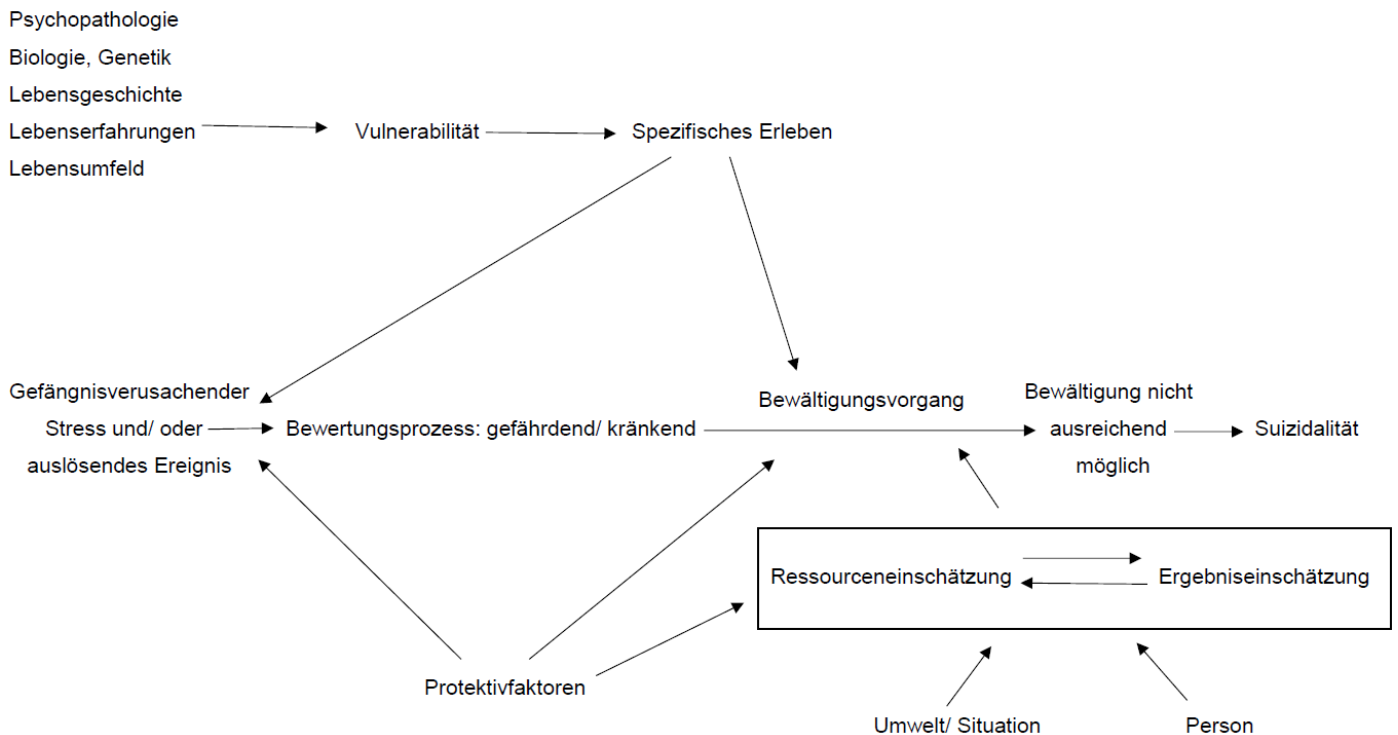 Psychopathologie
Biologie, Genetik
Lebensgeschichte
Lebenserfahrungen
Lebensumfeld
Vulnerabilität
Spezifisches Erleben
Gefängnisverusachender
Stress und/ oder
auslösendes Ereignis
Bewertungsprozess: gefährdend/ kränkend
Bewältigungsvorgang
Bewältigung nicht
ausreichend
möglich
Suizidalität
Ressourceneinschätzung
Ergebniseinschätzung
Protektivfaktoren
Umwelt/ Situation
Person